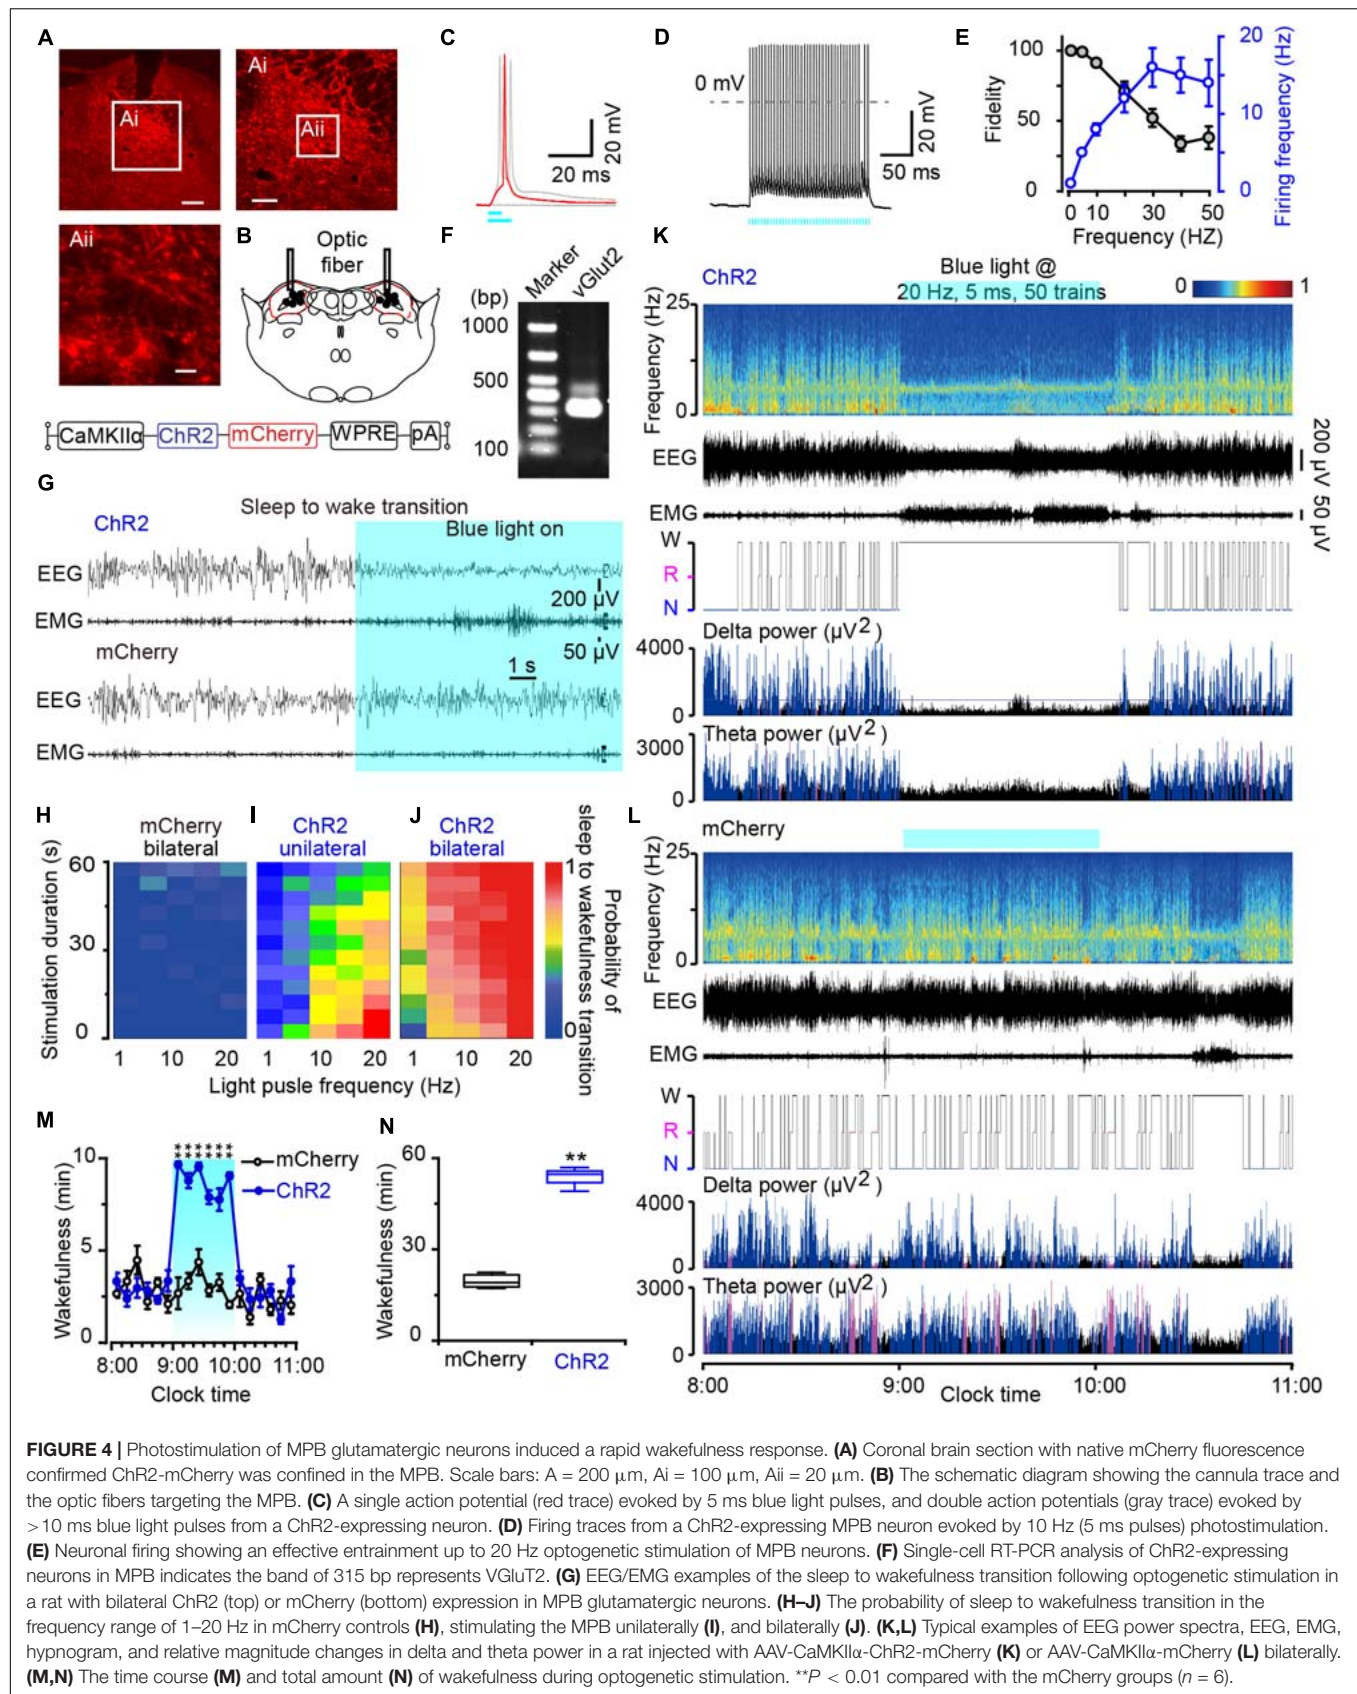 A
Ai
Ai
Aii
Aii
B
Optic
fiber
CaMKIIα
ChR2
mCherry
WPRE
pA
C
20 mV
20 ms
D
0 mV
20 mV
50 ms
E
100
50
0
Fidelity
20
10
0
Firing frequency (Hz)
0 10 30 50
Frequency (HZ)
F
Marker
vGlut2
(bp)
1000
500
100
G
Sleep to wake transition
ChR2
Blue light on
EEG
200 µV
EMG
mCherry
50 µV
1 s
EEG
EMG
H
mCherry
bilateral
I
ChR2
unilateral
J
ChR2
bilateral
Stimulation duration (s)
60
30
0
1 10 20
1 10 20
1 10 20
Light pusle frequency (Hz)
1
0
Probability of
sleep to wakefulness transition
K
ChR2
Blue light @
20 Hz, 5 ms, 50 trains
0 1
Frequency (Hz)
25
0
EEG
200 µV
EMG
50 µV
W
R
N
Delta power (µV2)
4000
0
Theta power (µV2)
3000
0
L
mCherry
Frequency (Hz)
25
0
EEG
EMG
W
R
N
Delta power (µV2)
4000
0
Theta power (µV2)
3000
0
8:00 9:00 10:00 11:00
Clock time
M
Wakefulness (min)
10
5
0
** ** ** ** ** **
mCherry
ChR2
8:00 9:00 10:00 11:00
Clock time
N
Wakefulness (min)
60
30
0
**
mCherry
ChR2
FIGURE 4 | Photostimulation of MPB glutamatergic neurons induced a rapid wakefulness response. (A) Coronal brain section with native mCherry fluorescence
confirmed ChR2-mCherry was confined in the MPB. Scale bars: A = 200 µm, Ai = 100 µm, Aii = 20 µm. (B) The schematic diagram showing the cannula trace and
the optic fibers targeting the MPB. (C) A single action potential (red trace) evoked by 5 ms blue light pulses, and double action potentials (gray trace) evoked by
>10 ms blue light pulses from a ChR2-expressing neuron. (D) Firing traces from a ChR2-expressing MPB neuron evoked by 10 Hz (5 ms pulses) photostimulation.
(E) Neuronal firing showing an effective entrainment up to 20 Hz optogenetic stimulation of MPB neurons. (F) Single-cell RT-PCR analysis of ChR2-expressing
neurons in MPB indicates the band of 315 bp represents VGluT2. (G) EEG/EMG examples of the sleep to wakefulness transition following optogenetic stimulation in
a rat with bilateral ChR2 (top) or mCherry (bottom) expression in MPB glutamatergic neurons. (H–J) The probability of sleep to wakefulness transition in the
frequency range of 1–20 Hz in mCherry controls (H), stimulating the MPB unilaterally (I), and bilaterally (J). (K,L) Typical examples of EEG power spectra, EEG, EMG,
hypnogram, and relative magnitude changes in delta and theta power in a rat injected with AAV-CaMKIIα-ChR2-mCherry (K) or AAV-CaMKIIα-mCherry (L) bilaterally.
(M,N) The time course (M) and total amount (N) of wakefulness during optogenetic stimulation. **P < 0.01 compared with the mCherry groups (n = 6).